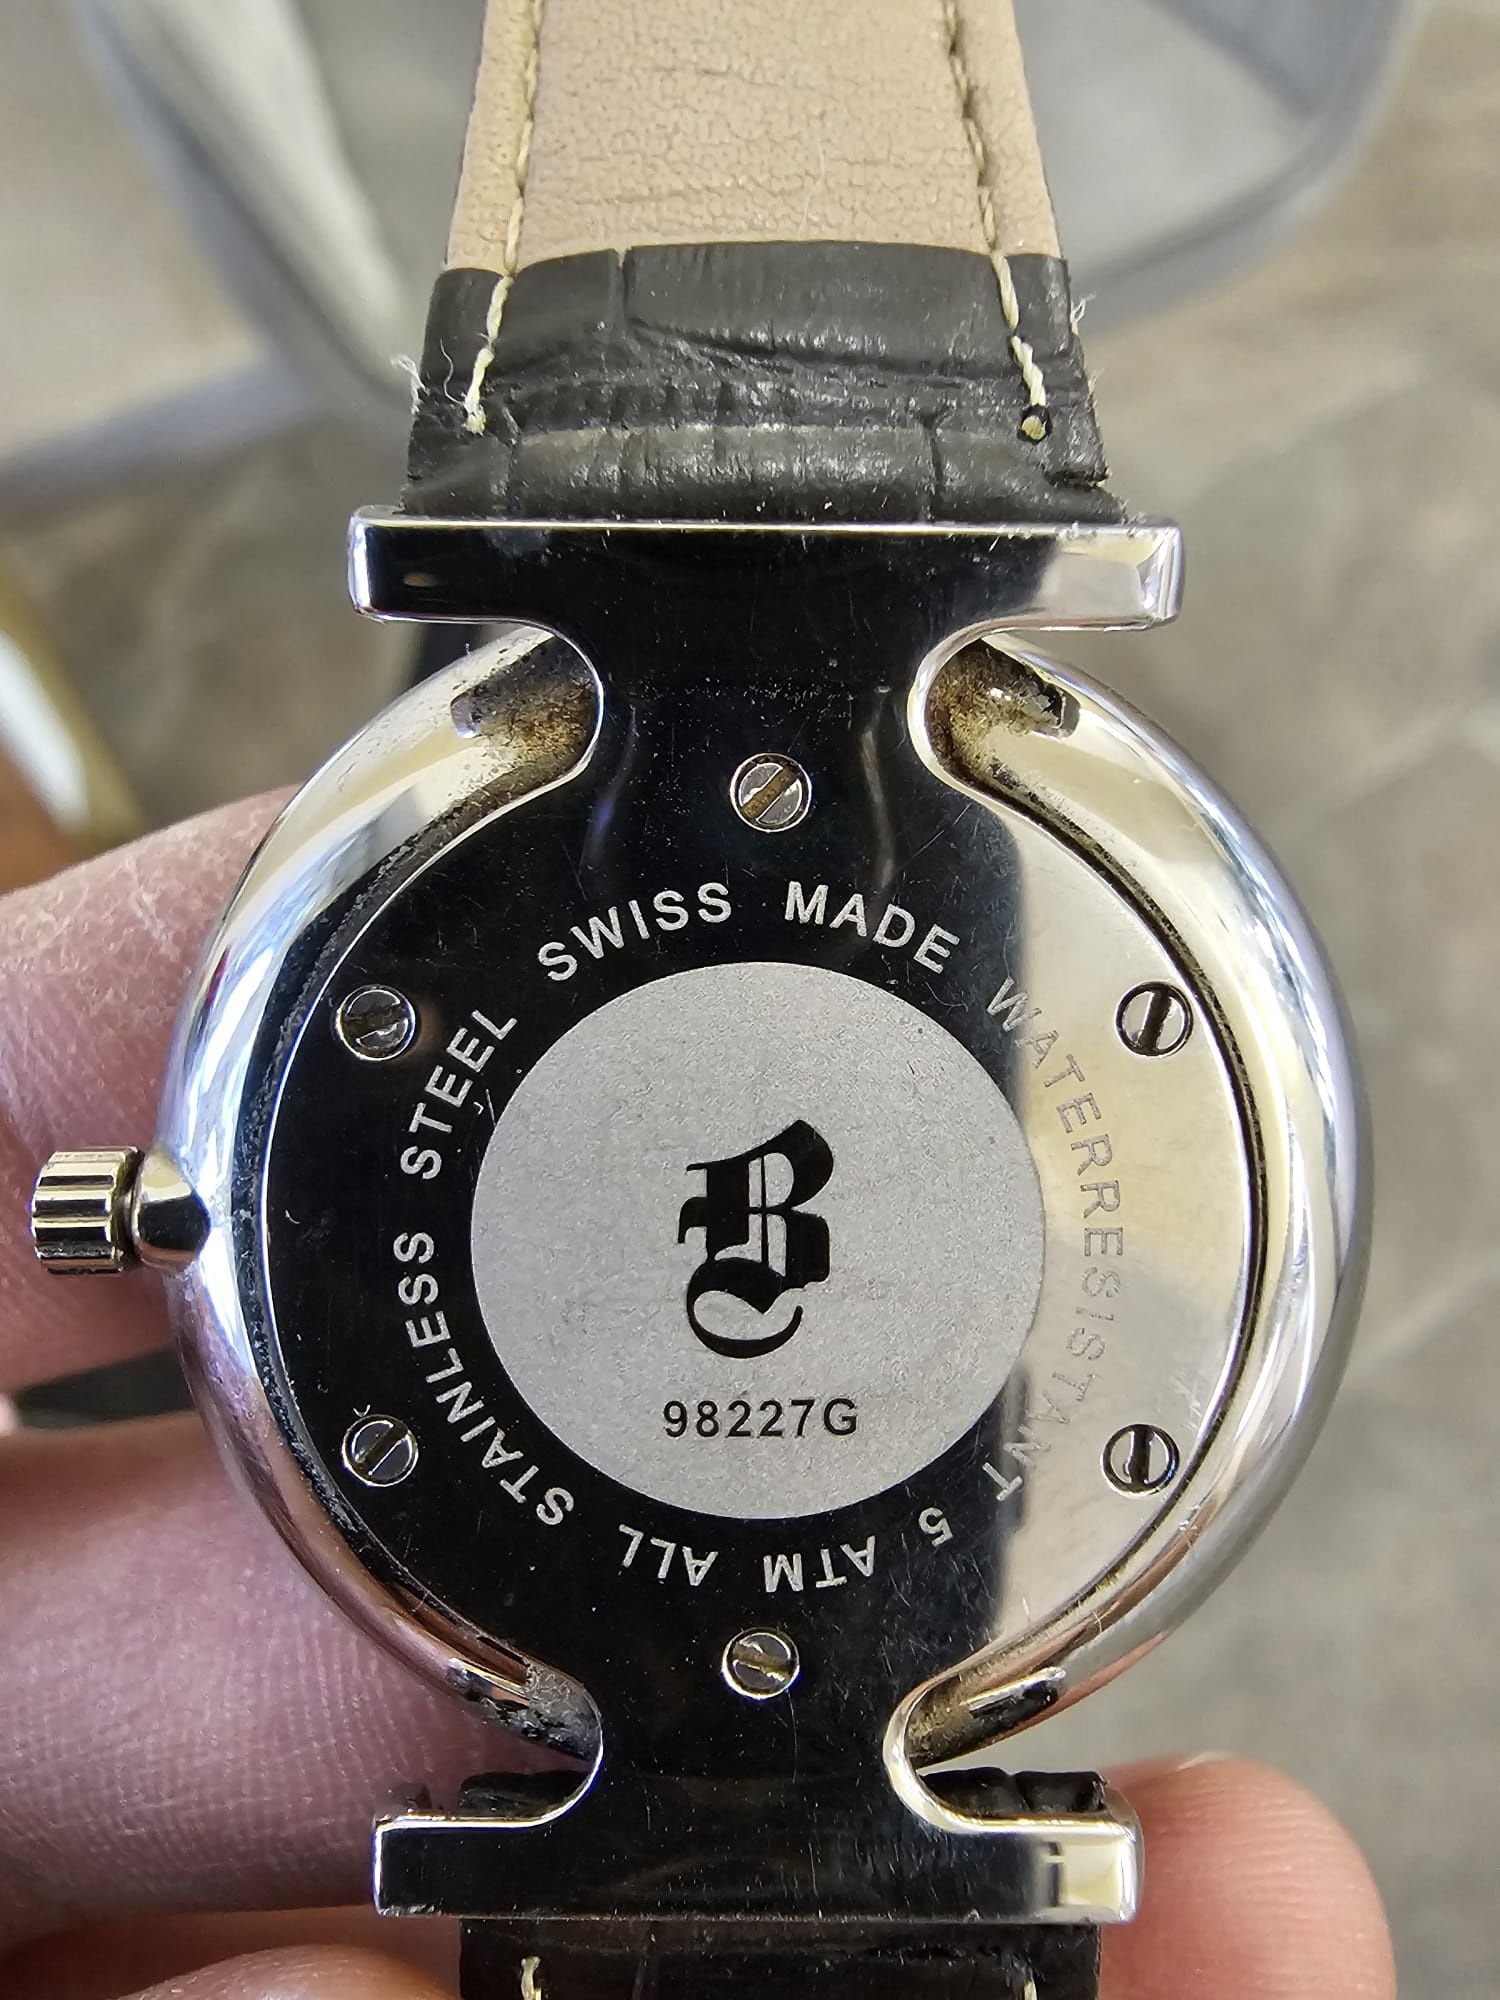 SWISS MADE WATERRESISTANT 5 ATM ALL STAINLESS STEEL
B
98227G